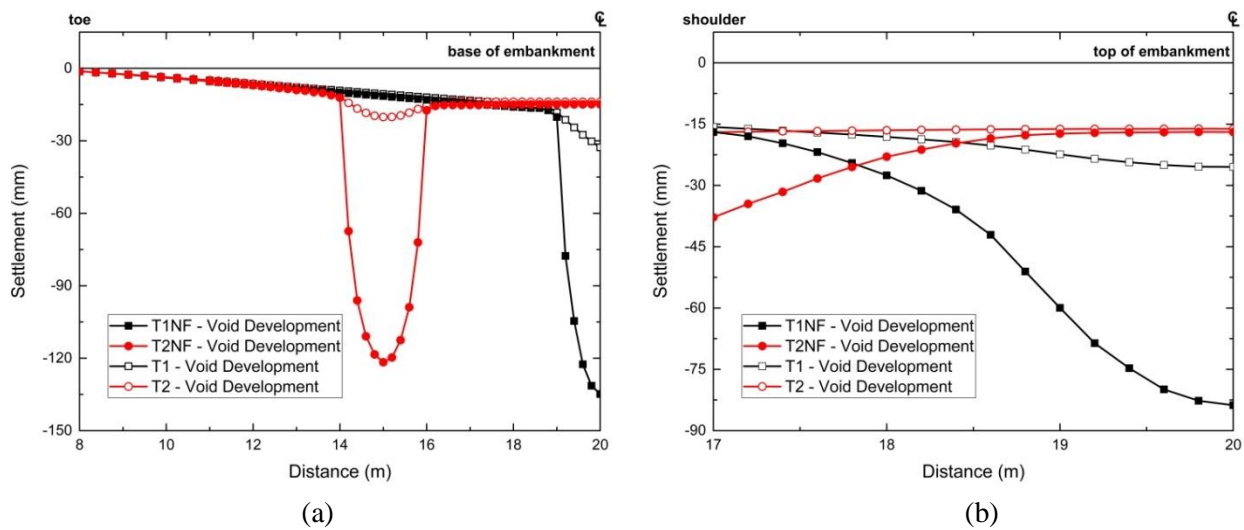 toe
℄
base of embankment
0
-30
-60
-90
-120
-150
Settlement (mm)
T1NF - Void Development
T2NF - Void Development
T1 - Void Development
T2 - Void Development
8
10
12
14
16
18
20
Distance (m)
(a)
shoulder
℄
top of embankment
0
-15
-30
-45
-60
-75
-90
Settlement (mm)
T1NF - Void Development
T2NF - Void Development
T1 - Void Development
T2 - Void Development
17
18
19
20
Distance (m)
(b)